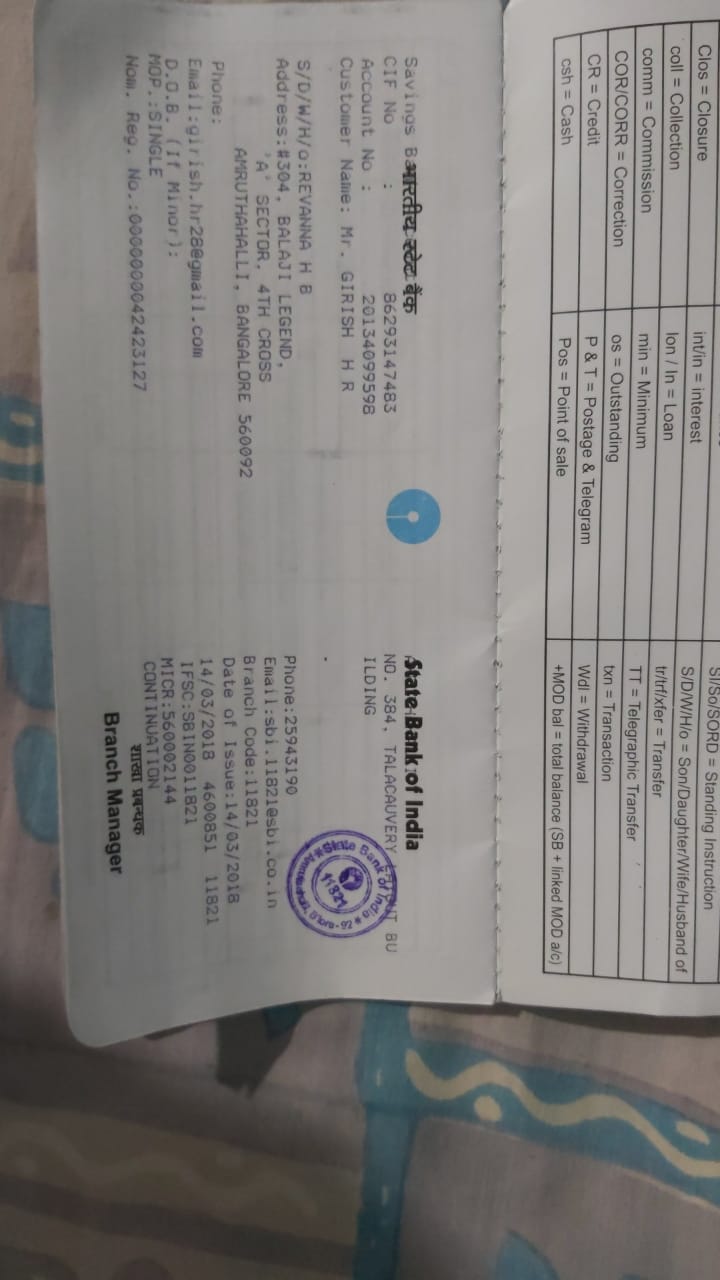 Clos = Closure
int/in = interest
SI/So/SORD = Standing Instruction
coll = Collection
lon / ln = Loan
S/D/W/H/o = Son/Daughter/Wife/Husband of
comm = Commission
min = Minimum
tr/trf/xfer = Transfer
COR/CORR = Correction
os = Outstanding
TT = Telegraphic Transfer
CR = Credit
P & T = Postage & Telegram
txn = Transaction
csh = Cash
Pos = Point of sale
Wdl = Withdrawal
+MOD bal = total balance (SB + linked MOD a/c)
भारतीय स्टेट बैंक
State Bank of India
Savings
CIF No : 86293147483
Account No : 20134099598
Customer Name: Mr. GIRISH H R
S/D/W/H/o:REVANNA H B
Address:#304, BALAJI LEGEND,
'A' SECTOR, 4TH CROSS
AMRUTHAHALLI, BANGALORE 560092
Phone:
Email:girish.hr28@gmail.com
D.O.B. (If Minor):
MOP.:SINGLE
Nom. Reg. No.:0000000042423127
NO. 384, TALACAUVERY BU
ILDING
Phone:25943190
Email:sbi.11821@sbi.co.in
Branch Code:11821
Date of Issue:14/03/2018
14/03/2018 4600851 11821
IFSC:SBIN0011821
MICR:560002144
CONTINUATION
शाखा प्रबन्धक
Branch Manager
State Bank of India
11821
B'lore-92